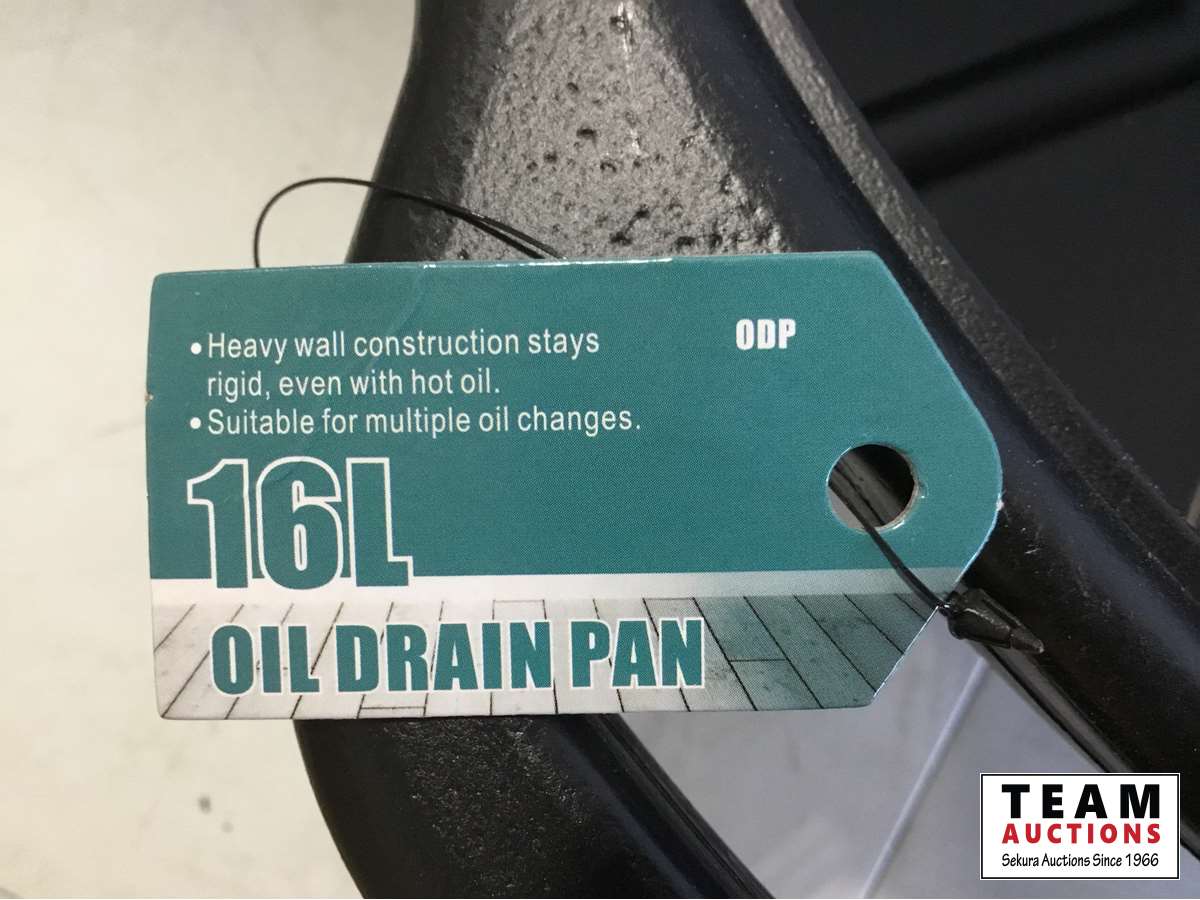 •Heavy wall construction stays
rigid, even with hot oil.
•Suitable for multiple oil changes.
ODP
16L
OIL DRAIN PAN
TEAM
AUCTIONS
Sekura Auctions Since 1966